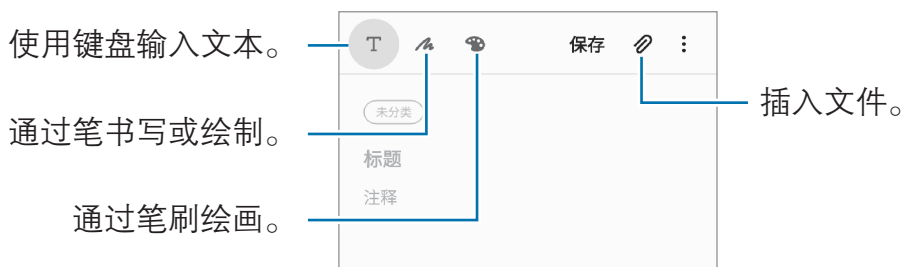 使用键盘输入文本。
T 保存
插入文件。
未分类
通过笔书写或绘制。
标题
注释
通过笔刷绘画。